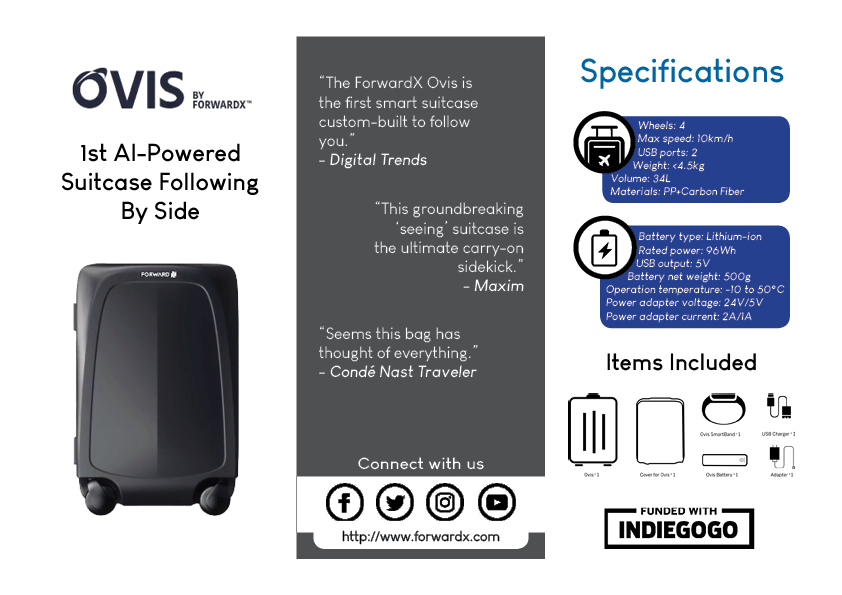 OVIS BY FORWARDX™
1st AI-Powered
Suitcase Following
By Side
FORWARD
“The ForwardX Ovis is
the first smart suitcase
custom-built to follow
you.”
- Digital Trends
“This groundbreaking
‘seeing’ suitcase is
the ultimate carry-on
sidekick.”
- Maxim
“Seems this bag has
thought of everything.”
- Condé Nast Traveler
Connect with us
http://www.forwardx.com
Specifications
Wheels: 4
Max speed: 10km/h
USB ports: 2
Weight: <4.5kg
Volume: 34L
Materials: PP+Carbon Fiber
Battery type: Lithium-ion
Rated power: 96Wh
USB output: 5V
Battery net weight: 500g
Operation temperature: -10 to 50°C
Power adapter voltage: 24V/5V
Power adapter current: 2A/1A
Items Included
Ovis*1
Cover for Ovis*1
Ovis SmartBand*1
USB Charger*1
Ovis Battery*1
Adapter*1
FUNDED WITH
INDIEGOGO